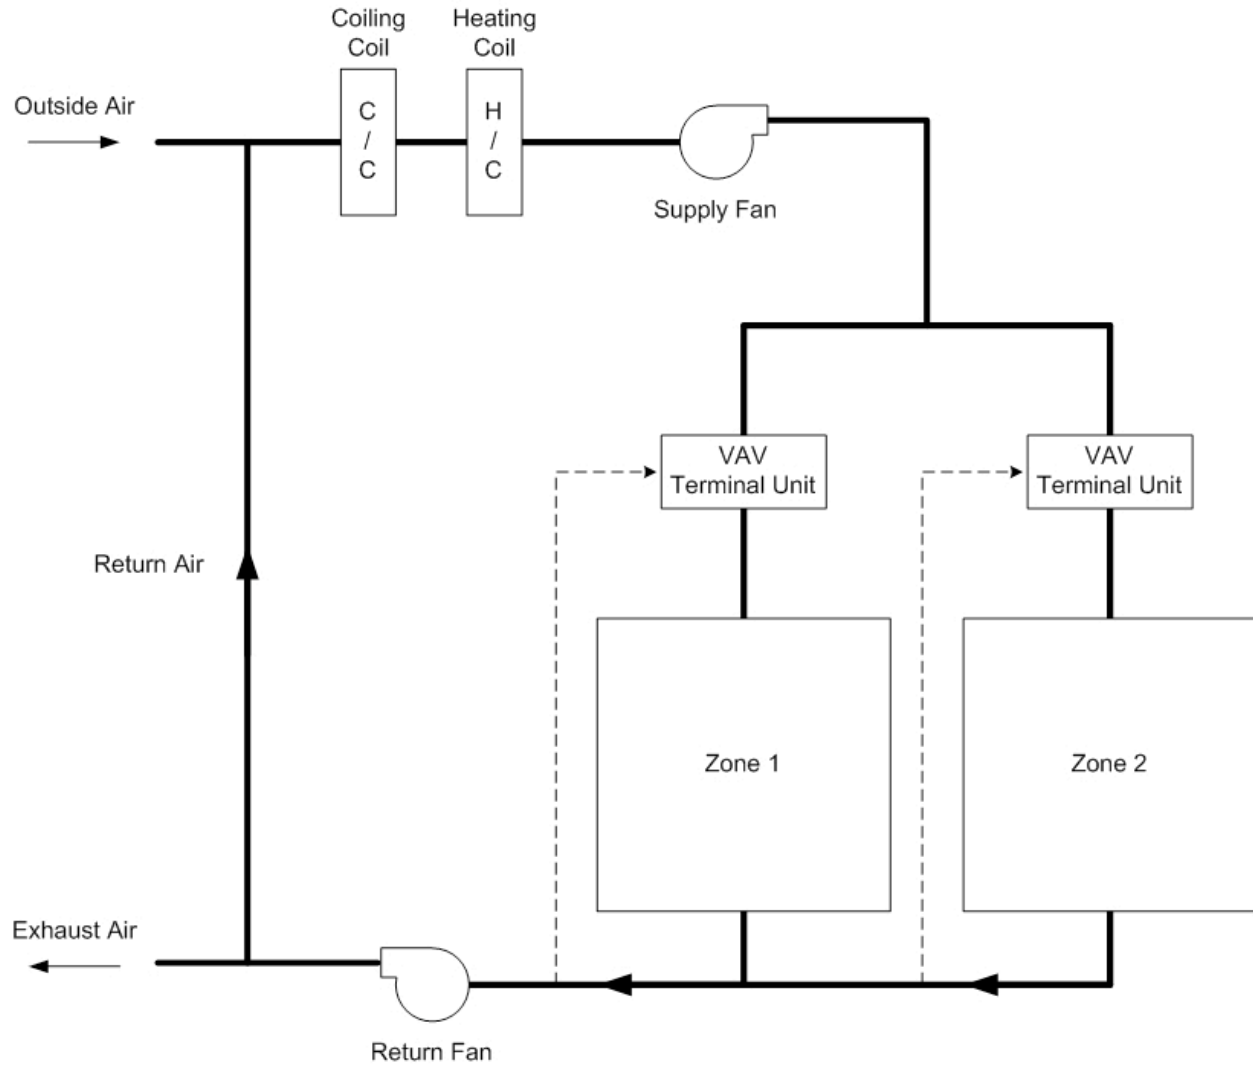 Coiling
Coil
Heating
Coil
Outside Air
C
/
C
H
/
C
Supply Fan
VAV
Terminal Unit
VAV
Terminal Unit
Return Air
Zone 1
Zone 2
Exhaust Air
Return Fan